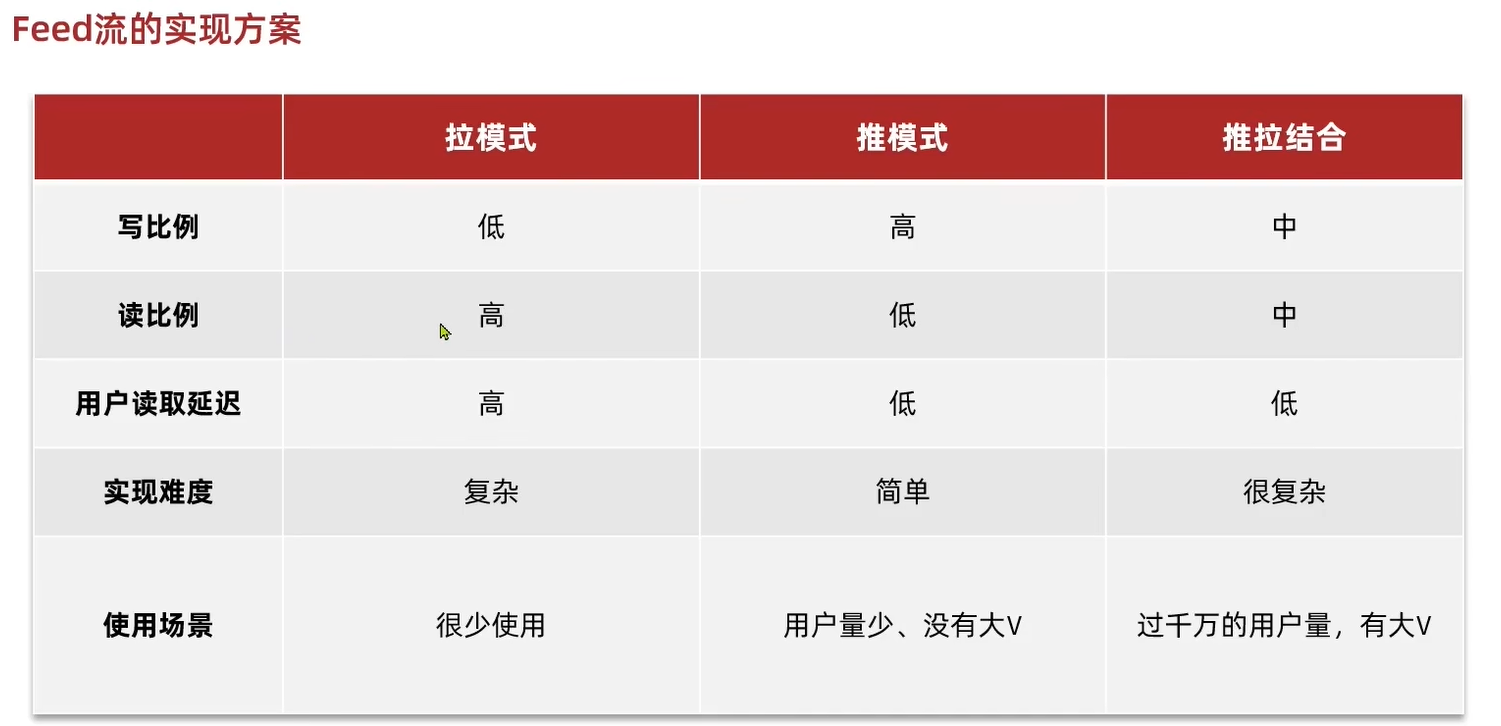 Feed流的实现方案
拉模式 推模式 推拉结合
写比例 低 高 中
读比例 高 低 中
用户读取延迟 高 低 低
实现难度 复杂 简单 很复杂
使用场景 很少使用 用户量少、没有大V 过千万的用户量，有大V